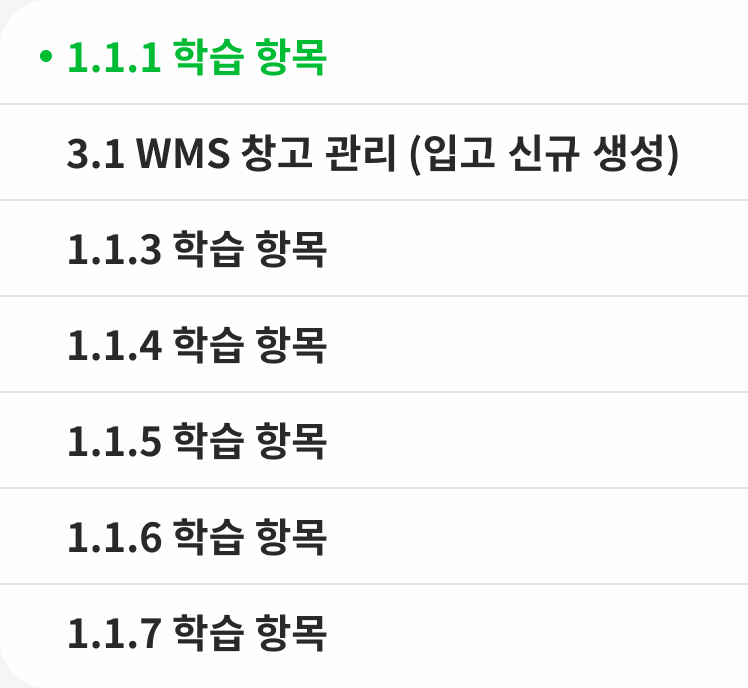 • 1.1.1 학습 항목
3.1 WMS 창고 관리 (입고 신규 생성)
1.1.3 학습 항목
1.1.4 학습 항목
1.1.5 학습 항목
1.1.6 학습 항목
1.1.7 학습 항목